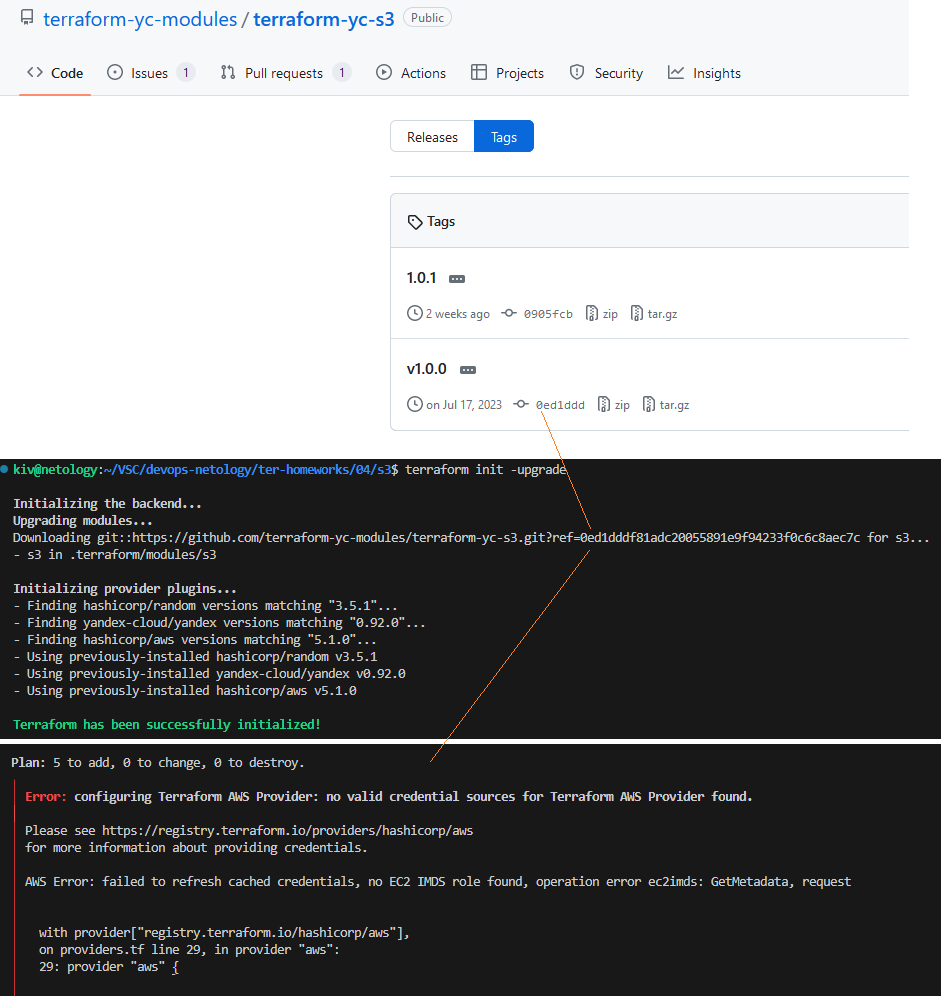 terraform-yc-modules / terraform-yc-s3 Public
Code Issues 1 Pull requests 1 Actions Projects Security Insights
Releases Tags
Tags
1.0.1
2 weeks ago 0905fcb zip tar.gz
v1.0.0
on Jul 17, 2023 0ed1ddd zip tar.gz
kiv@netology:~/VSC/devops-netology/ter-homeworks/04/s3$ terraform init -upgrade
Initializing the backend...
Upgrading modules...
Downloading git::https://github.com/terraform-yc-modules/terraform-yc-s3.git?ref=0ed1dddf81adc20055891e9f94233f0c6c8aec7c for s3...
- s3 in .terraform/modules/s3
Initializing provider plugins...
- Finding hashicorp/random versions matching "3.5.1"...
- Finding yandex-cloud/yandex versions matching "0.92.0"...
- Finding hashicorp/aws versions matching "5.1.0"...
- Using previously-installed hashicorp/random v3.5.1
- Using previously-installed yandex-cloud/yandex v0.92.0
- Using previously-installed hashicorp/aws v5.1.0
Terraform has been successfully initialized!
Plan: 5 to add, 0 to change, 0 to destroy.
Error: configuring Terraform AWS Provider: no valid credential sources for Terraform AWS Provider found.
Please see https://registry.terraform.io/providers/hashicorp/aws
for more information about providing credentials.
AWS Error: failed to refresh cached credentials, no EC2 IMDS role found, operation error ec2imds: GetMetadata, request
with provider["registry.terraform.io/hashicorp/aws"],
on providers.tf line 29, in provider "aws":
29: provider "aws" {